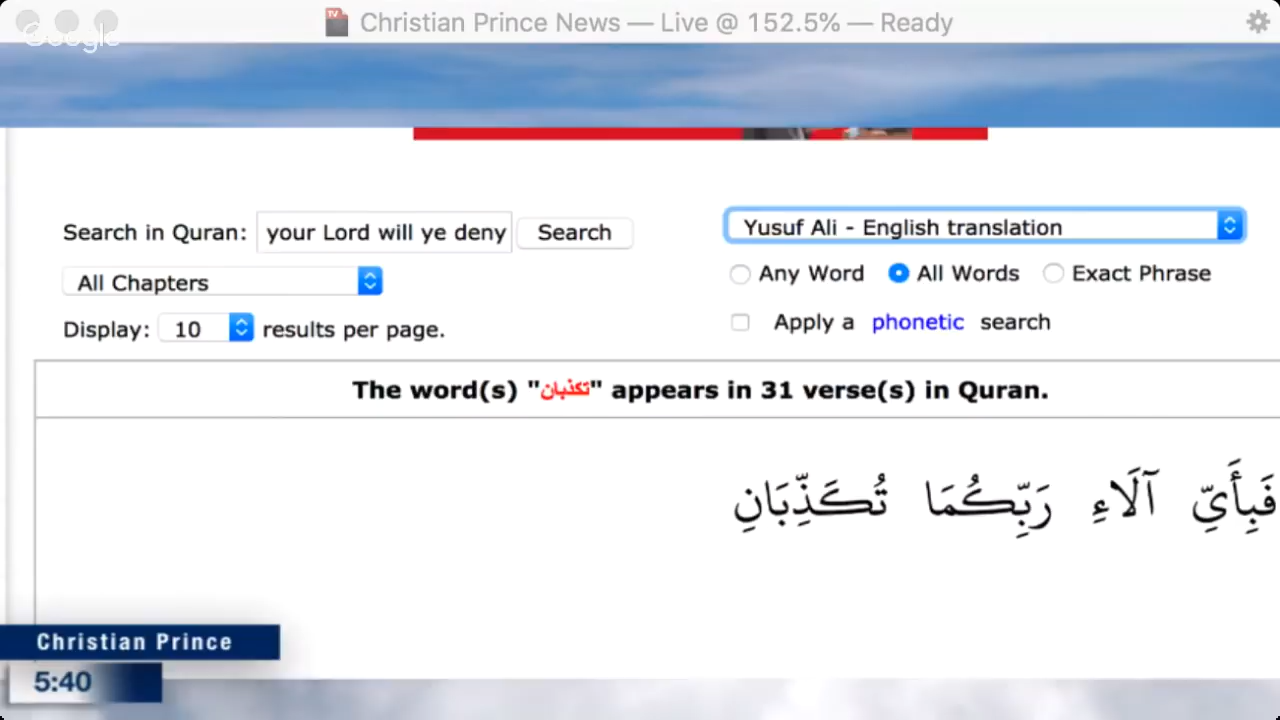 Google
Christian Prince News — Live @ 152.5% — Ready
Search in Quran: your Lord will ye deny Search
Yusuf Ali - English translation
All Chapters
Any Word All Words Exact Phrase
Display: 10 results per page.
Apply a phonetic search
The word(s) "تكذبان" appears in 31 verse(s) in Quran.
فَبِأَيِّ آلَاءِ رَبِّكُمَا تُكَذِّبَانِ
Christian Prince
5:40